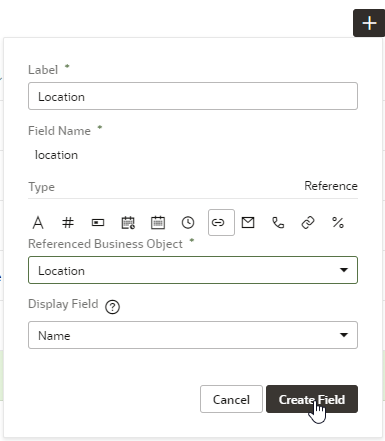 Label *
Location
Field Name *
location
Type Reference
Referenced Business Object *
Location
Display Field ?
Name
Cancel Create Field